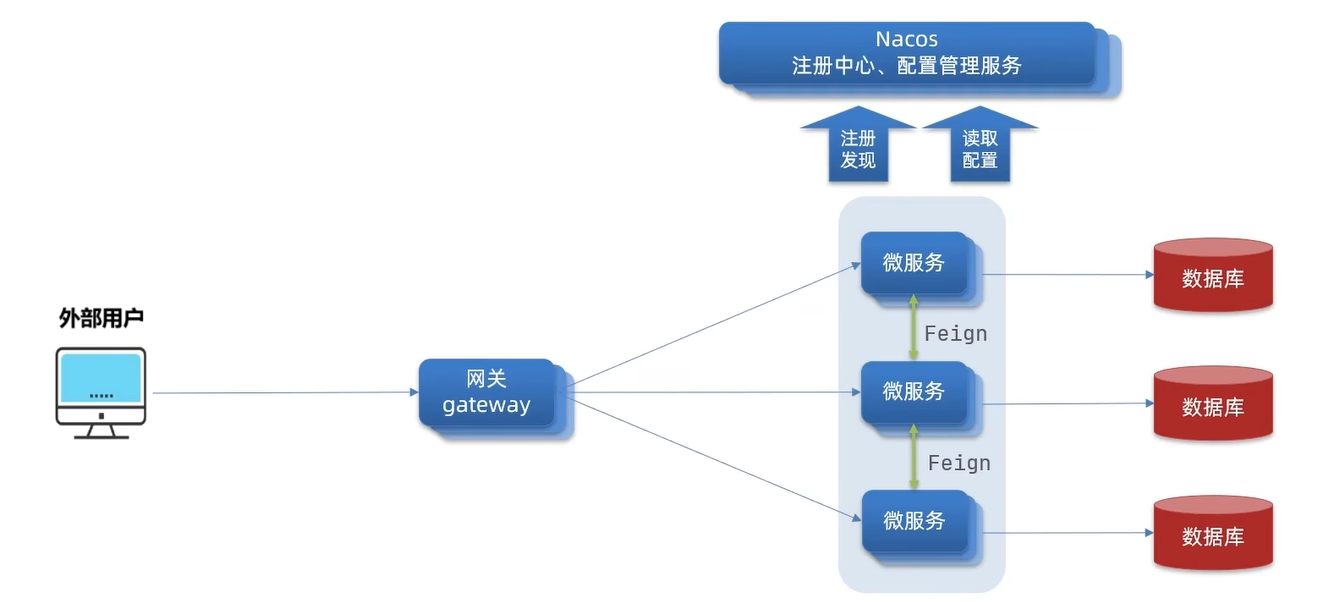 Nacos
注册中心、配置管理服务
注册
发现
读取
配置
外部用户
网关
gateway
微服务
Feign
微服务
Feign
微服务
数据库
数据库
数据库